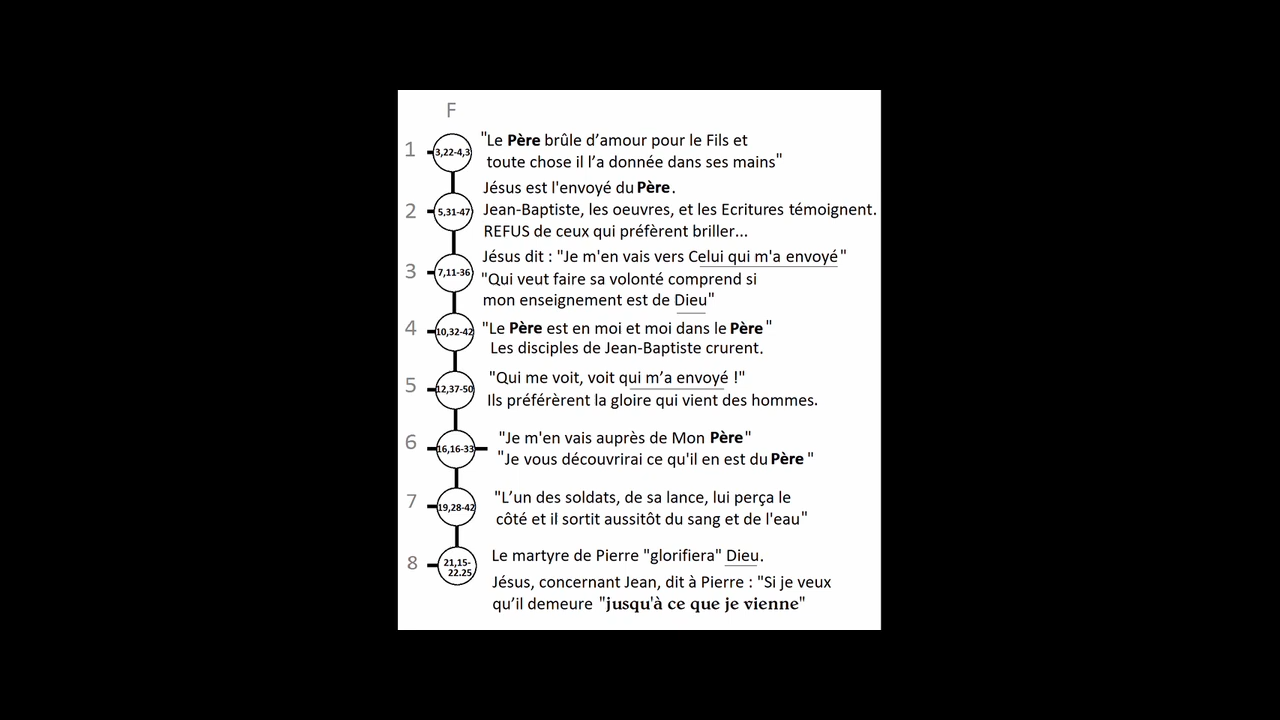 F
1
3,22-4,3
"Le Père brûle d’amour pour le Fils et
toute chose il l’a donnée dans ses mains"
2
5,31-47
Jésus est l'envoyé du Père.
Jean-Baptiste, les oeuvres, et les Ecritures témoignent.
REFUS de ceux qui préfèrent briller...
3
7,11-36
Jésus dit : "Je m'en vais vers Celui qui m'a envoyé"
"Qui veut faire sa volonté comprend si
mon enseignement est de Dieu"
4
10,32-42
"Le Père est en moi et moi dans le Père"
Les disciples de Jean-Baptiste crurent.
5
12,37-50
"Qui me voit, voit qui m’a envoyé !"
Ils préférèrent la gloire qui vient des hommes.
6
16,16-33
"Je m'en vais auprès de Mon Père"
"Je vous découvrirai ce qu'il en est du Père "
7
19,28-42
"L’un des soldats, de sa lance, lui perça le
côté et il sortit aussitôt du sang et de l'eau"
8
21,15-
22.25
Le martyre de Pierre "glorifiera" Dieu.
Jésus, concernant Jean, dit à Pierre : "Si je veux
qu’il demeure "jusqu'à ce que je vienne"